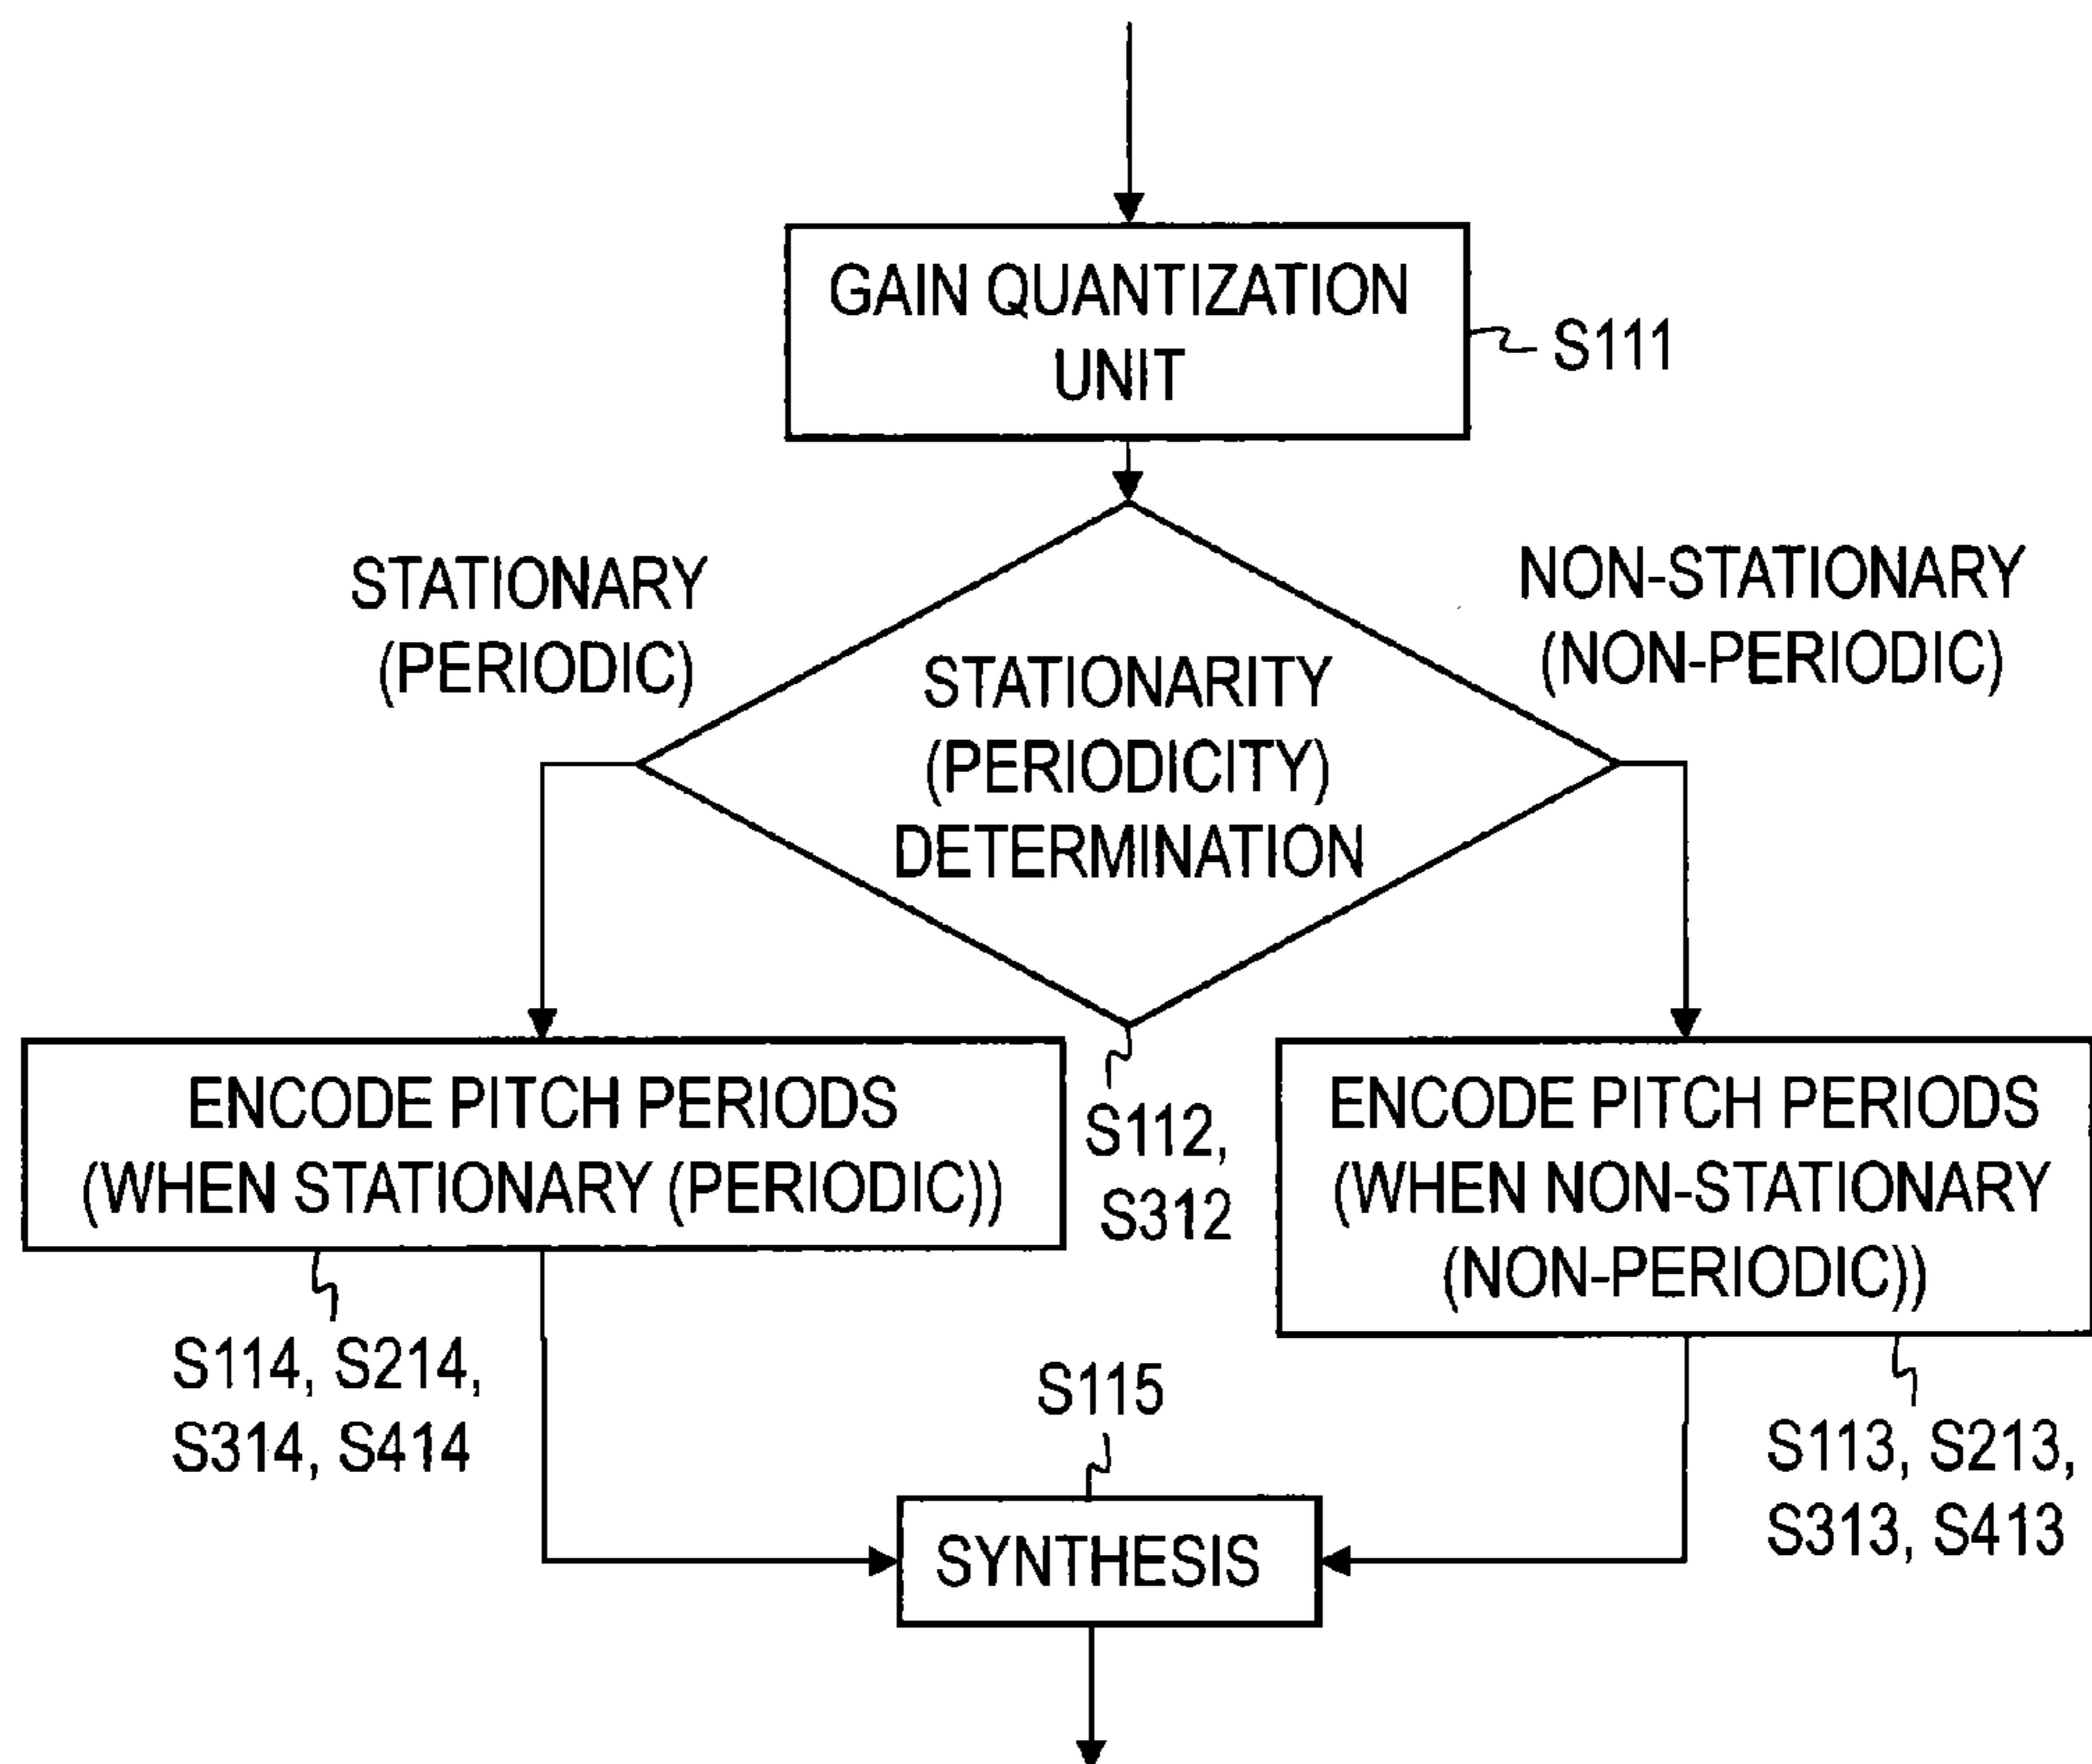 GAIN QUANTIZATION
UNIT
S111
STATIONARY
(PERIODIC)
NON-STATIONARY
(NON-PERIODIC)
STATIONARITY
(PERIODICITY)
DETERMINATION
ENCODE PITCH PERIODS
(WHEN STATIONARY (PERIODIC))
S112,
S312
ENCODE PITCH PERIODS
(WHEN NON-STATIONARY
(NON-PERIODIC))
S114, S214,
S314, S414
S115
S113, S213,
S313, S413
SYNTHESIS